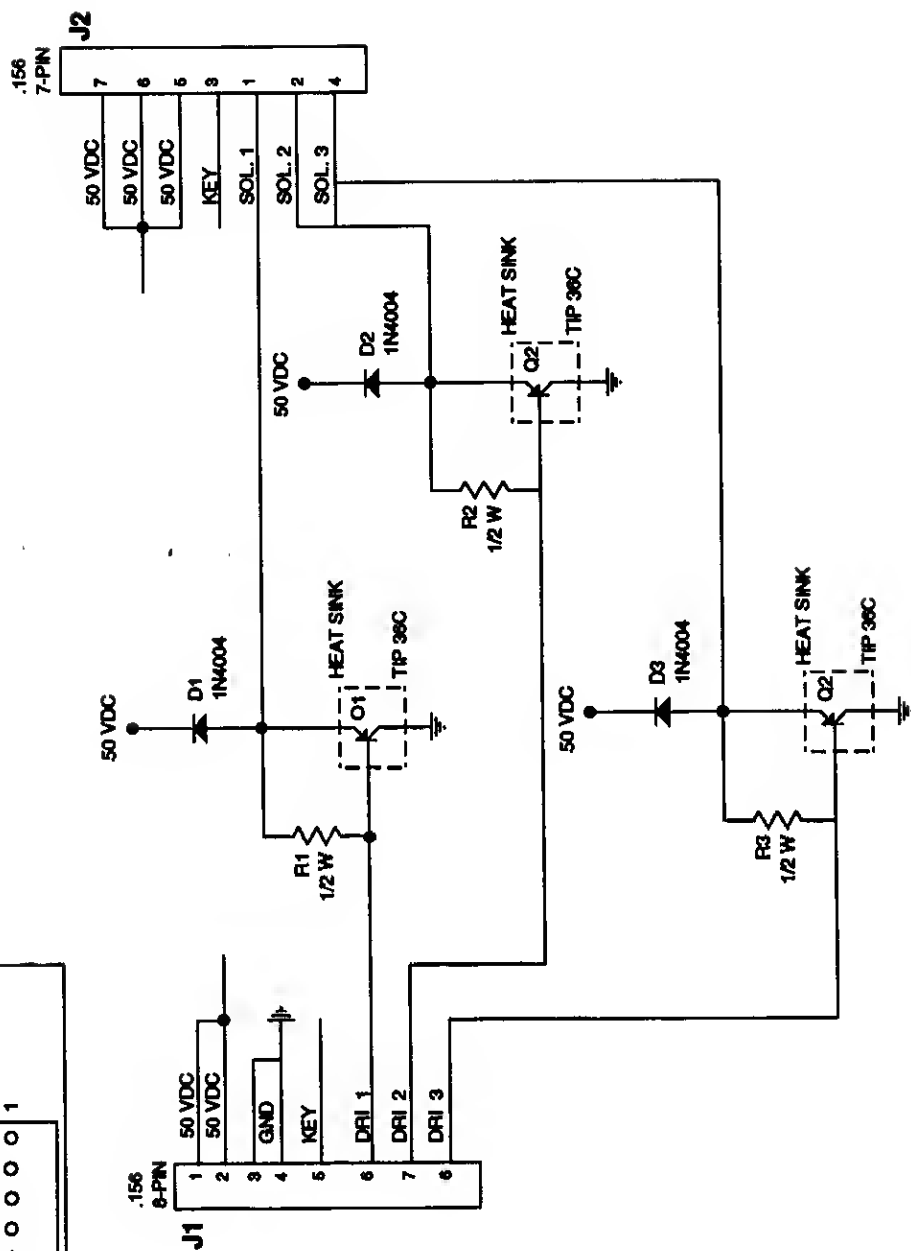 .156
7-PIN
J2
50 VDC
7
50 VDC
6
50 VDC
5
KEY
3
SOL. 1
1
SOL. 2
2
SOL. 3
4
50 VDC
D2
1N4004
HEAT SINK
Q2
TIP 36C
R2
1/2 W
50 VDC
D1
1N4004
HEAT SINK
Q1
TIP 36C
R1
1/2 W
50 VDC
D3
1N4004
HEAT SINK
Q2
TIP 36C
R3
1/2 W
1
.156
8-PIN
J1
1
50 VDC
2
50 VDC
3
GND
4
5
KEY
6
DRI 1
7
DRI 2
6
DRI 3